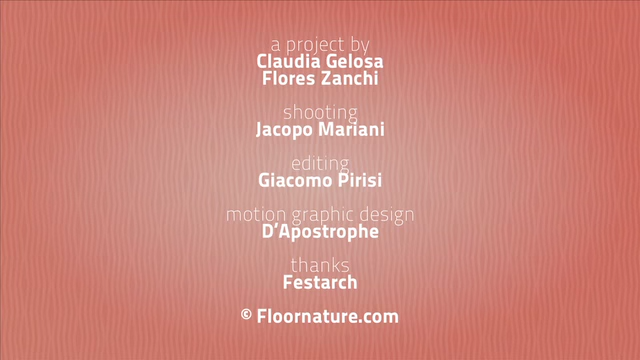 a project by
Claudia Gelosa
Flores Zanchi
shooting
Jacopo Mariani
editing
Giacomo Pirisi
motion graphic design
D'Apostrophe
thanks
Festarch
© Floornature.com